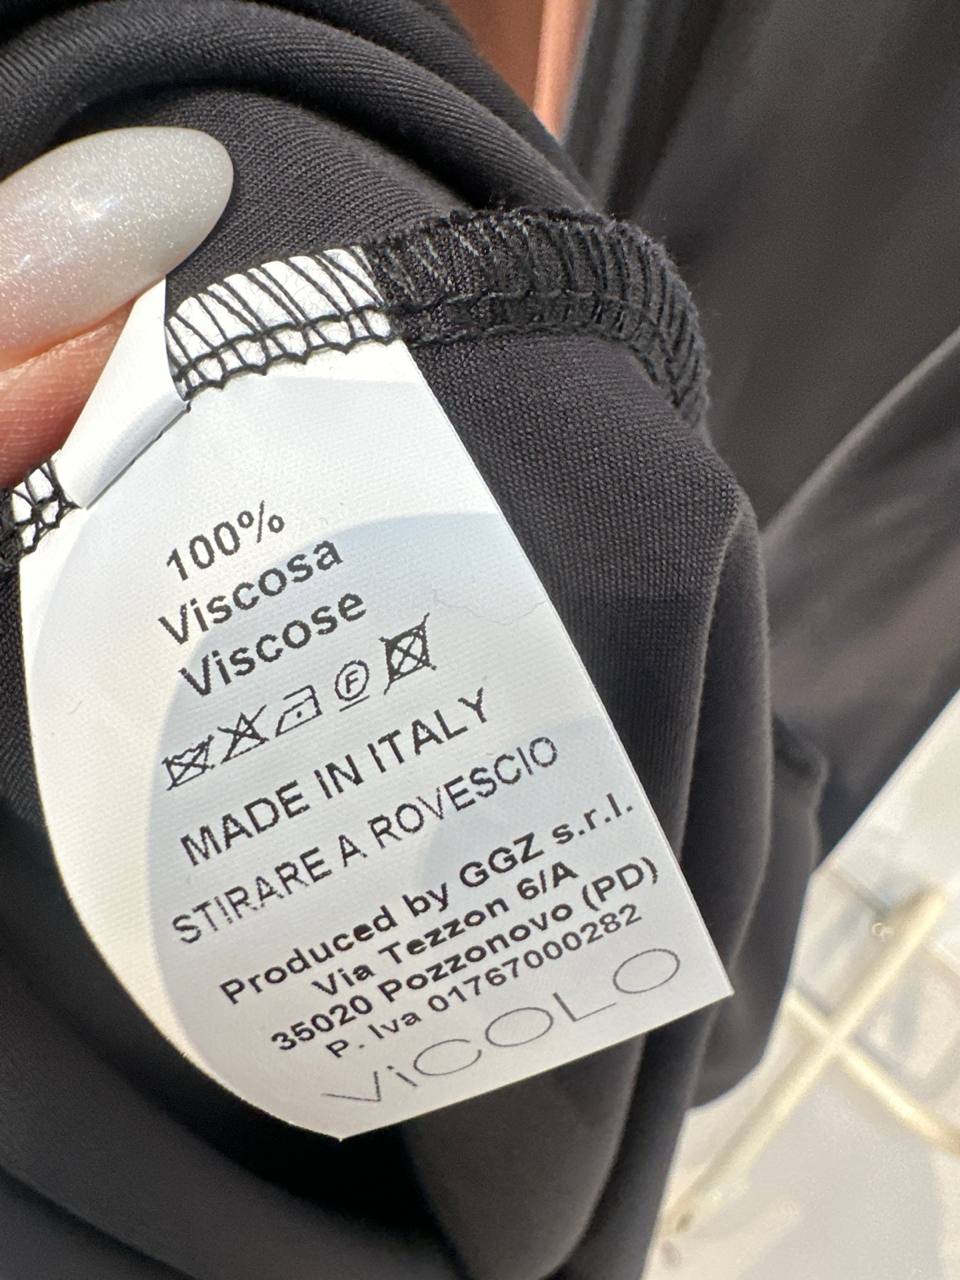 100%
Viscosa
Viscose
F
MADE IN ITALY
STIRARE A ROVESCIO
Produced by GGZ s.r.l.
Via Tezzon 6/A
35020 Pozzonovo (PD)
P. Iva 01767000282
ViCOLO